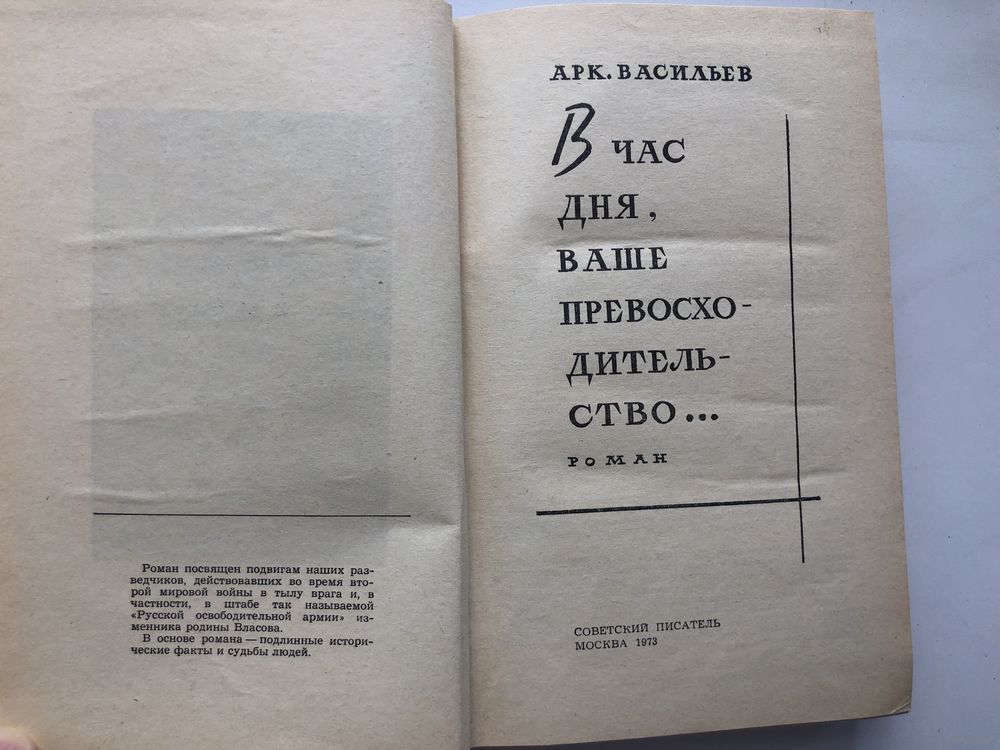 Роман посвящен подвигам наших раз-
ведчиков, действовавших во время вто-
рой мировой войны в тылу врага и, в
частности, в штабе так называемой
«Русской освободительной армии» из-
менника родины Власова.
В основе романа — подлинные истори-
ческие факты и судьбы людей.
АРК. ВАСИЛЬЕВ
В ЧАС
ДНЯ,
ВАШЕ
ПРЕВОСХО-
ДИТЕЛЬ-
СТВО...
РОМАН
СОВЕТСКИЙ ПИСАТЕЛЬ
МОСКВА 1973